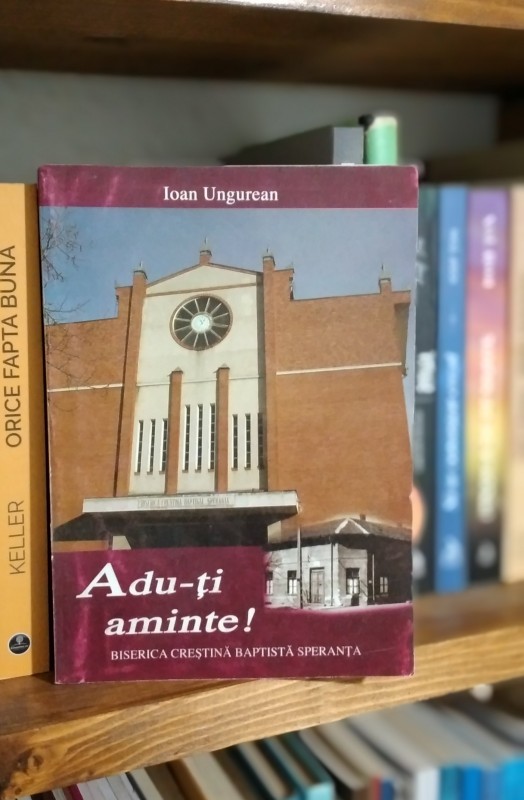 Ioan Ungurean
Adu-ţi
aminte!
BISERICA CREŞTINĂ BAPTISTĂ SPERANŢA
KELLER ORICE FAPTA BUNA